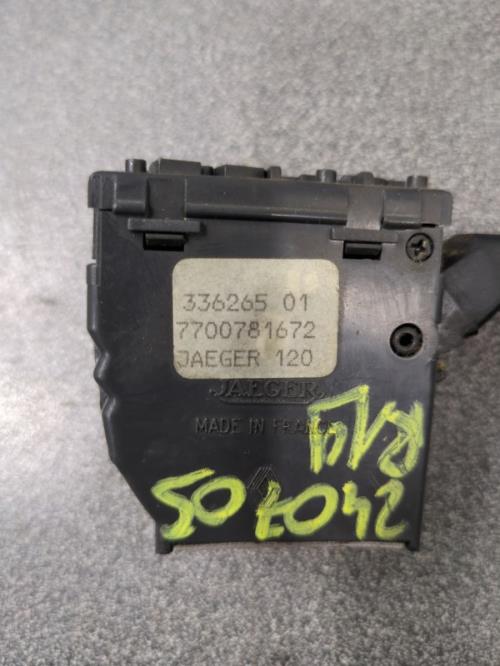 336265 01
7700781672
JAEGER 120
JAEGER
MADE IN FRANCE